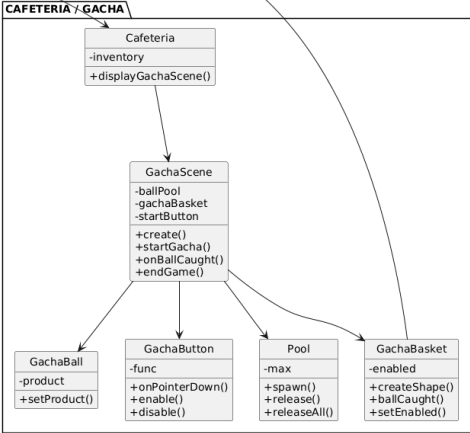 CAFETERIA / GACHA
Cafeteria
-inventory
+displayGachaScene()
GachaScene
-ballPool
-gachaBasket
-startButton
+create()
+startGacha()
+onBallCaught()
+endGame()
GachaBall
-product
+setProduct()
GachaButton
-func
+onPointerDown()
+enable()
+disable()
Pool
-max
+spawn()
+release()
+releaseAll()
GachaBasket
-enabled
+createShape()
+ballCaught()
+setEnabled()